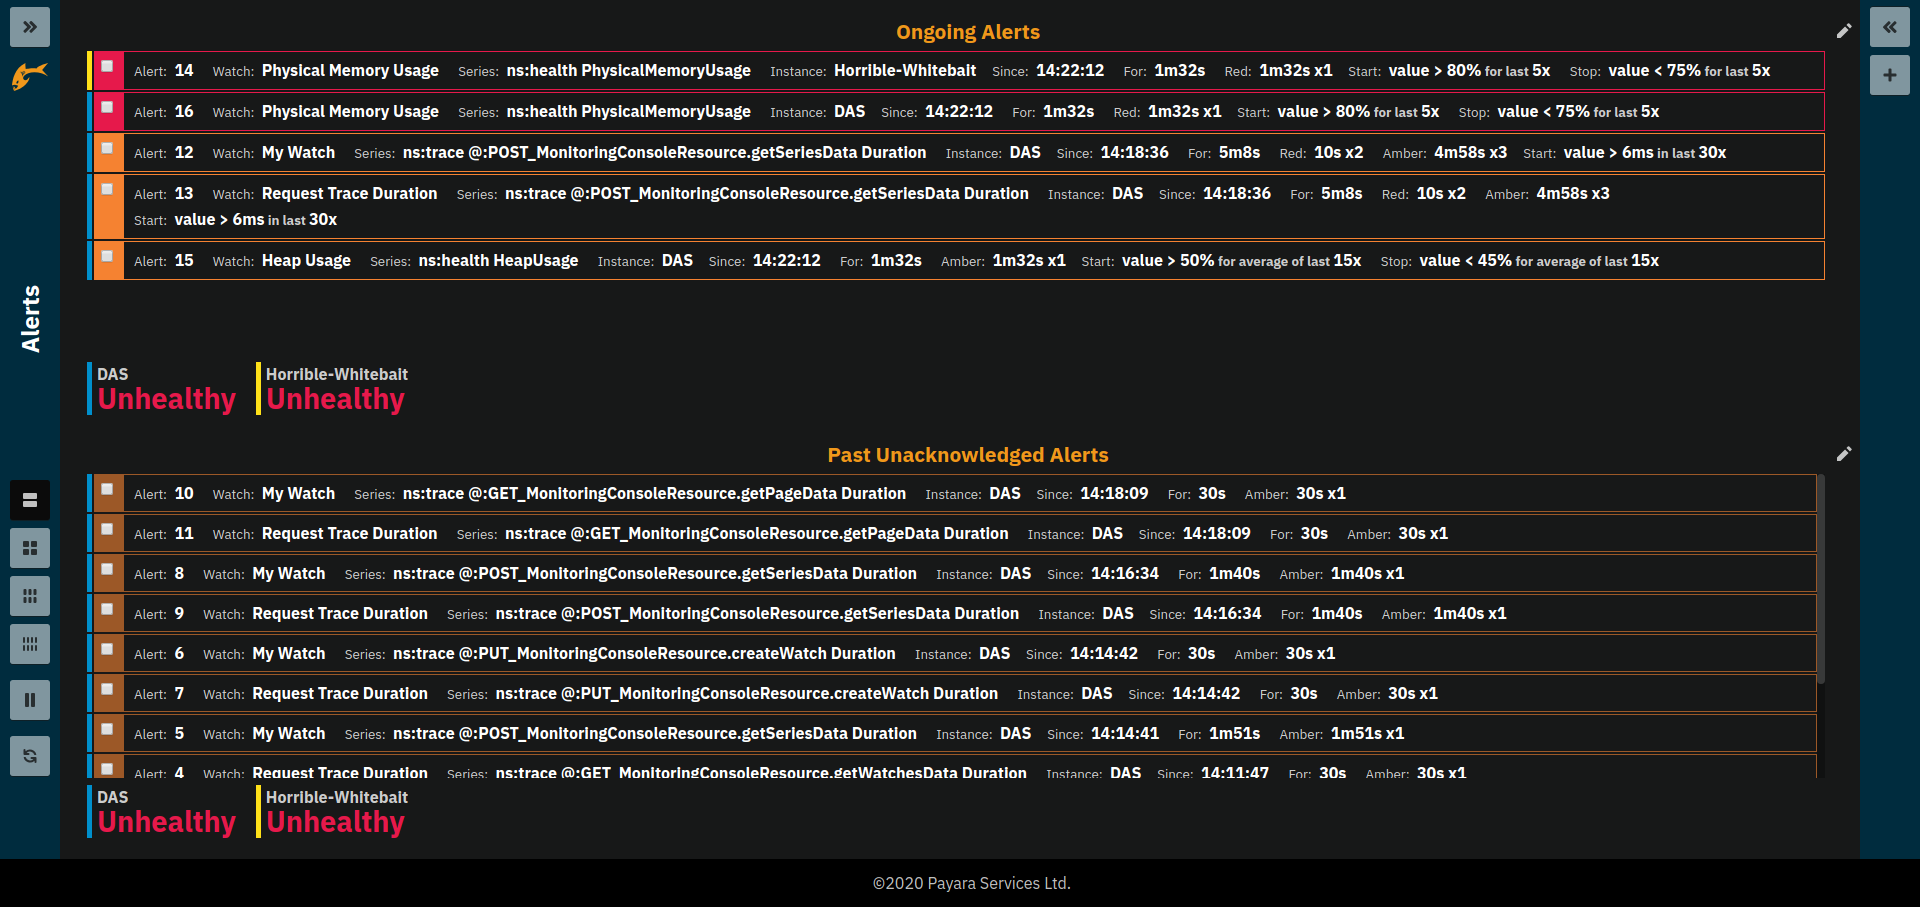 Ongoing Alerts
Alert: 14 Watch: Physical Memory Usage Series: ns:health PhysicalMemoryUsage Instance: Horrible-Whitebait Since: 14:22:12 For: 1m32s Red: 1m32s x1 Start: value > 80% for last 5x Stop: value < 75% for last 5x
Alert: 16 Watch: Physical Memory Usage Series: ns:health PhysicalMemoryUsage Instance: DAS Since: 14:22:12 For: 1m32s Red: 1m32s x1 Start: value > 80% for last 5x Stop: value < 75% for last 5x
Alert: 12 Watch: My Watch Series: ns:trace @:POST_MonitoringConsoleResource.getSeriesData Duration Instance: DAS Since: 14:18:36 For: 5m8s Red: 10s x2 Amber: 4m58s x3 Start: value > 6ms in last 30x
Alert: 13 Watch: Request Trace Duration Series: ns:trace @:POST_MonitoringConsoleResource.getSeriesData Duration Instance: DAS Since: 14:18:36 For: 5m8s Red: 10s x2 Amber: 4m58s x3
Start: value > 6ms in last 30x
Alert: 15 Watch: Heap Usage Series: ns:health HeapUsage Instance: DAS Since: 14:22:12 For: 1m32s Amber: 1m32s x1 Start: value > 50% for average of last 15x Stop: value < 45% for average of last 15x
Alerts
DAS Horrible-Whitebait
Unhealthy Unhealthy
Past Unacknowledged Alerts
Alert: 10 Watch: My Watch Series: ns:trace @:GET_MonitoringConsoleResource.getPageData Duration Instance: DAS Since: 14:18:09 For: 30s Amber: 30s x1
Alert: 11 Watch: Request Trace Duration Series: ns:trace @:GET_MonitoringConsoleResource.getPageData Duration Instance: DAS Since: 14:18:09 For: 30s Amber: 30s x1
Alert: 8 Watch: My Watch Series: ns:trace @:POST_MonitoringConsoleResource.getSeriesData Duration Instance: DAS Since: 14:16:34 For: 1m40s Amber: 1m40s x1
Alert: 9 Watch: Request Trace Duration Series: ns:trace @:POST_MonitoringConsoleResource.getSeriesData Duration Instance: DAS Since: 14:16:34 For: 1m40s Amber: 1m40s x1
Alert: 6 Watch: My Watch Series: ns:trace @:PUT_MonitoringConsoleResource.createWatch Duration Instance: DAS Since: 14:14:42 For: 30s Amber: 30s x1
Alert: 7 Watch: Request Trace Duration Series: ns:trace @:PUT_MonitoringConsoleResource.createWatch Duration Instance: DAS Since: 14:14:42 For: 30s Amber: 30s x1
Alert: 5 Watch: My Watch Series: ns:trace @:POST_MonitoringConsoleResource.getSeriesData Duration Instance: DAS Since: 14:14:41 For: 1m51s Amber: 1m51s x1
Alert: 4 Watch: Request Trace Duration Series: ns:trace @:GET_MonitoringConsoleResource.getWatchesData Duration Instance: DAS Since: 14:11:47 For: 30s Amber: 30s x1
DAS Horrible-Whitebait
Unhealthy Unhealthy
©2020 Payara Services Ltd.